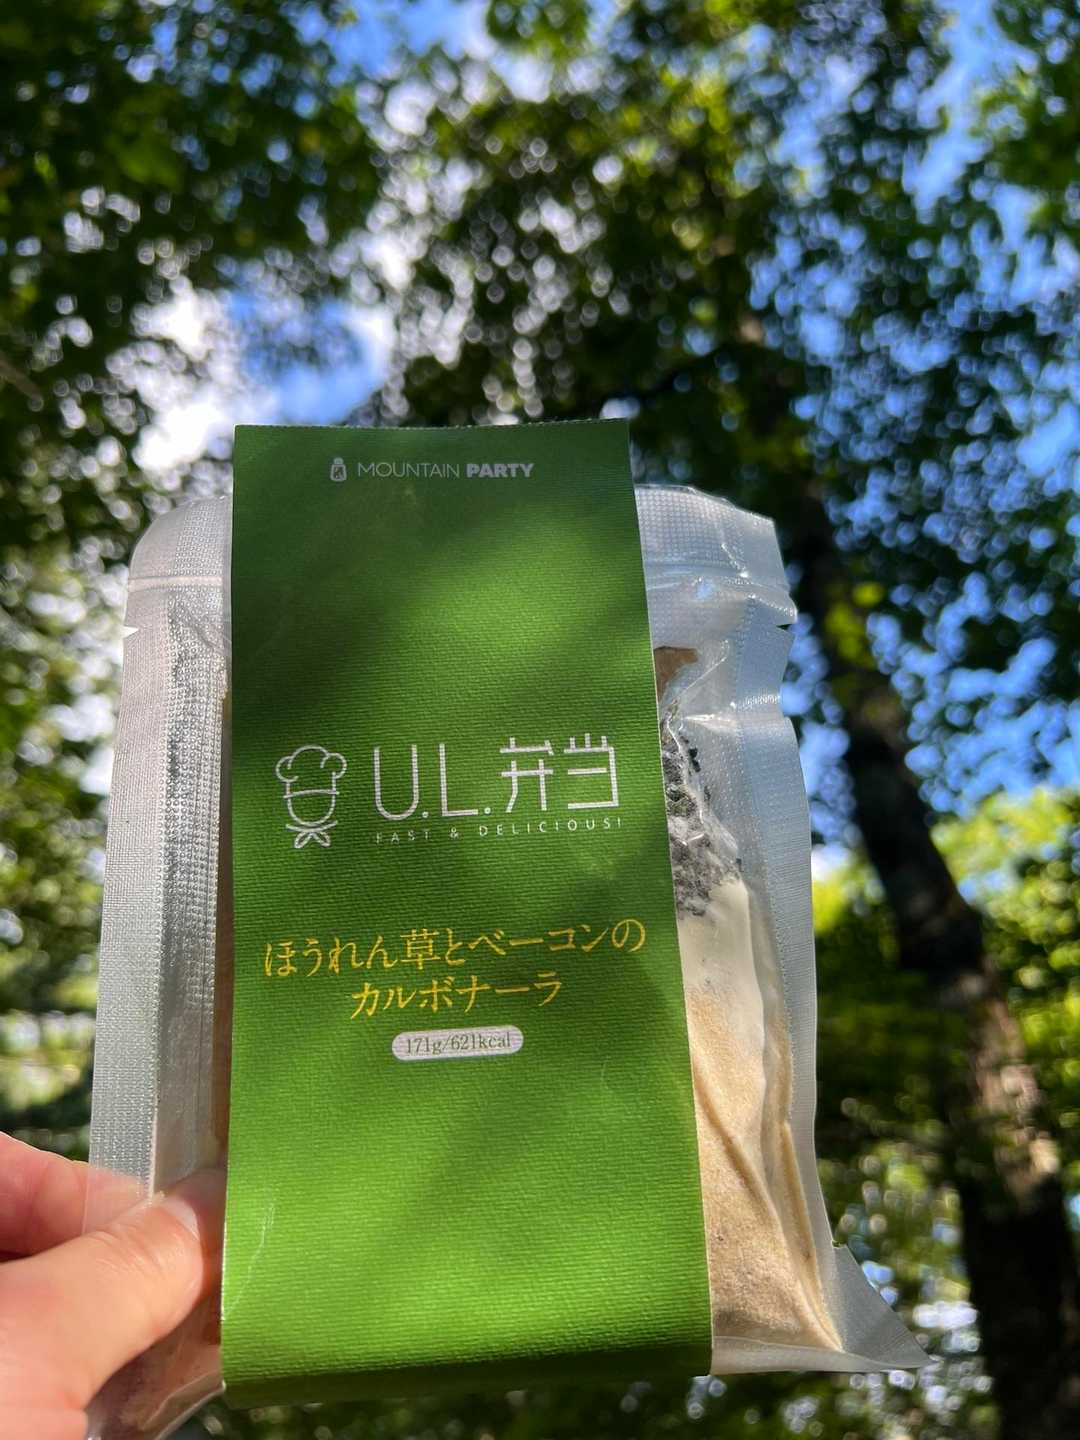 MOUNTAIN PARTY
U.L. 弁当
FAST & DELICIOUS!
ほうれん草とベーコンの
カルボナーラ
171g/621kcal